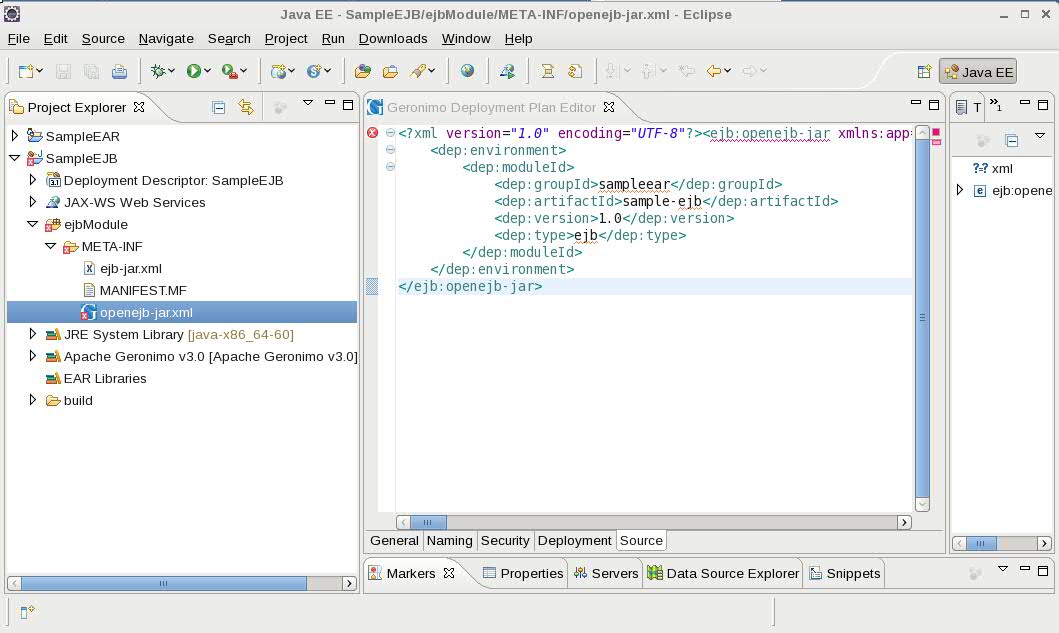 Java EE - SampleEJB/ejbModule/META-INF/openejb-jar.xml - Eclipse
File Edit Source Navigate Search Project Run Downloads Window Help
Java EE
Project Explorer
SampleEAR
SampleEJB
Deployment Descriptor: SampleEJB
JAX-WS Web Services
ejbModule
META-INF
ejb-jar.xml
MANIFEST.MF
openejb-jar.xml
JRE System Library [java-x86_64-60]
Apache Geronimo v3.0 [Apache Geronimo v3.0]
EAR Libraries
build
Geronimo Deployment Plan Editor
<?xml version="1.0" encoding="UTF-8"?><ejb:openejb-jar xmlns:app:
<dep:environment>
<dep:moduleId>
<dep:groupId>sampleear</dep:groupId>
<dep:artifactId>sample-ejb</dep:artifactId>
<dep:version>1.0</dep:version>
<dep:type>ejb</dep:type>
</dep:moduleId>
</dep:environment>
</ejb:openejb-jar>
General Naming Security Deployment Source
T »1
?-? xml
e ejb:opene
Markers Properties Servers Data Source Explorer Snippets